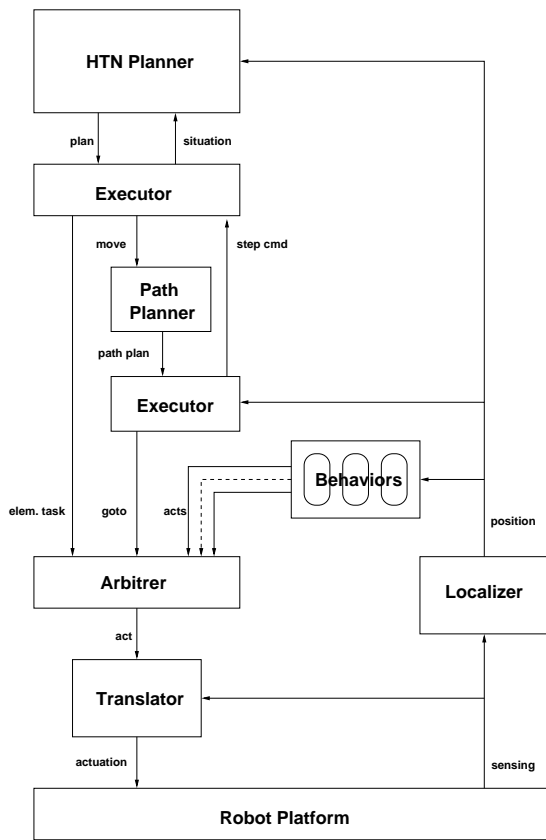 HTN Planner
plan
situation
Executor
move
step cmd
Path
Planner
path plan
Executor
Behaviors
elem. task
goto
acts
position
Arbitrer
Localizer
act
Translator
actuation
sensing
Robot Platform